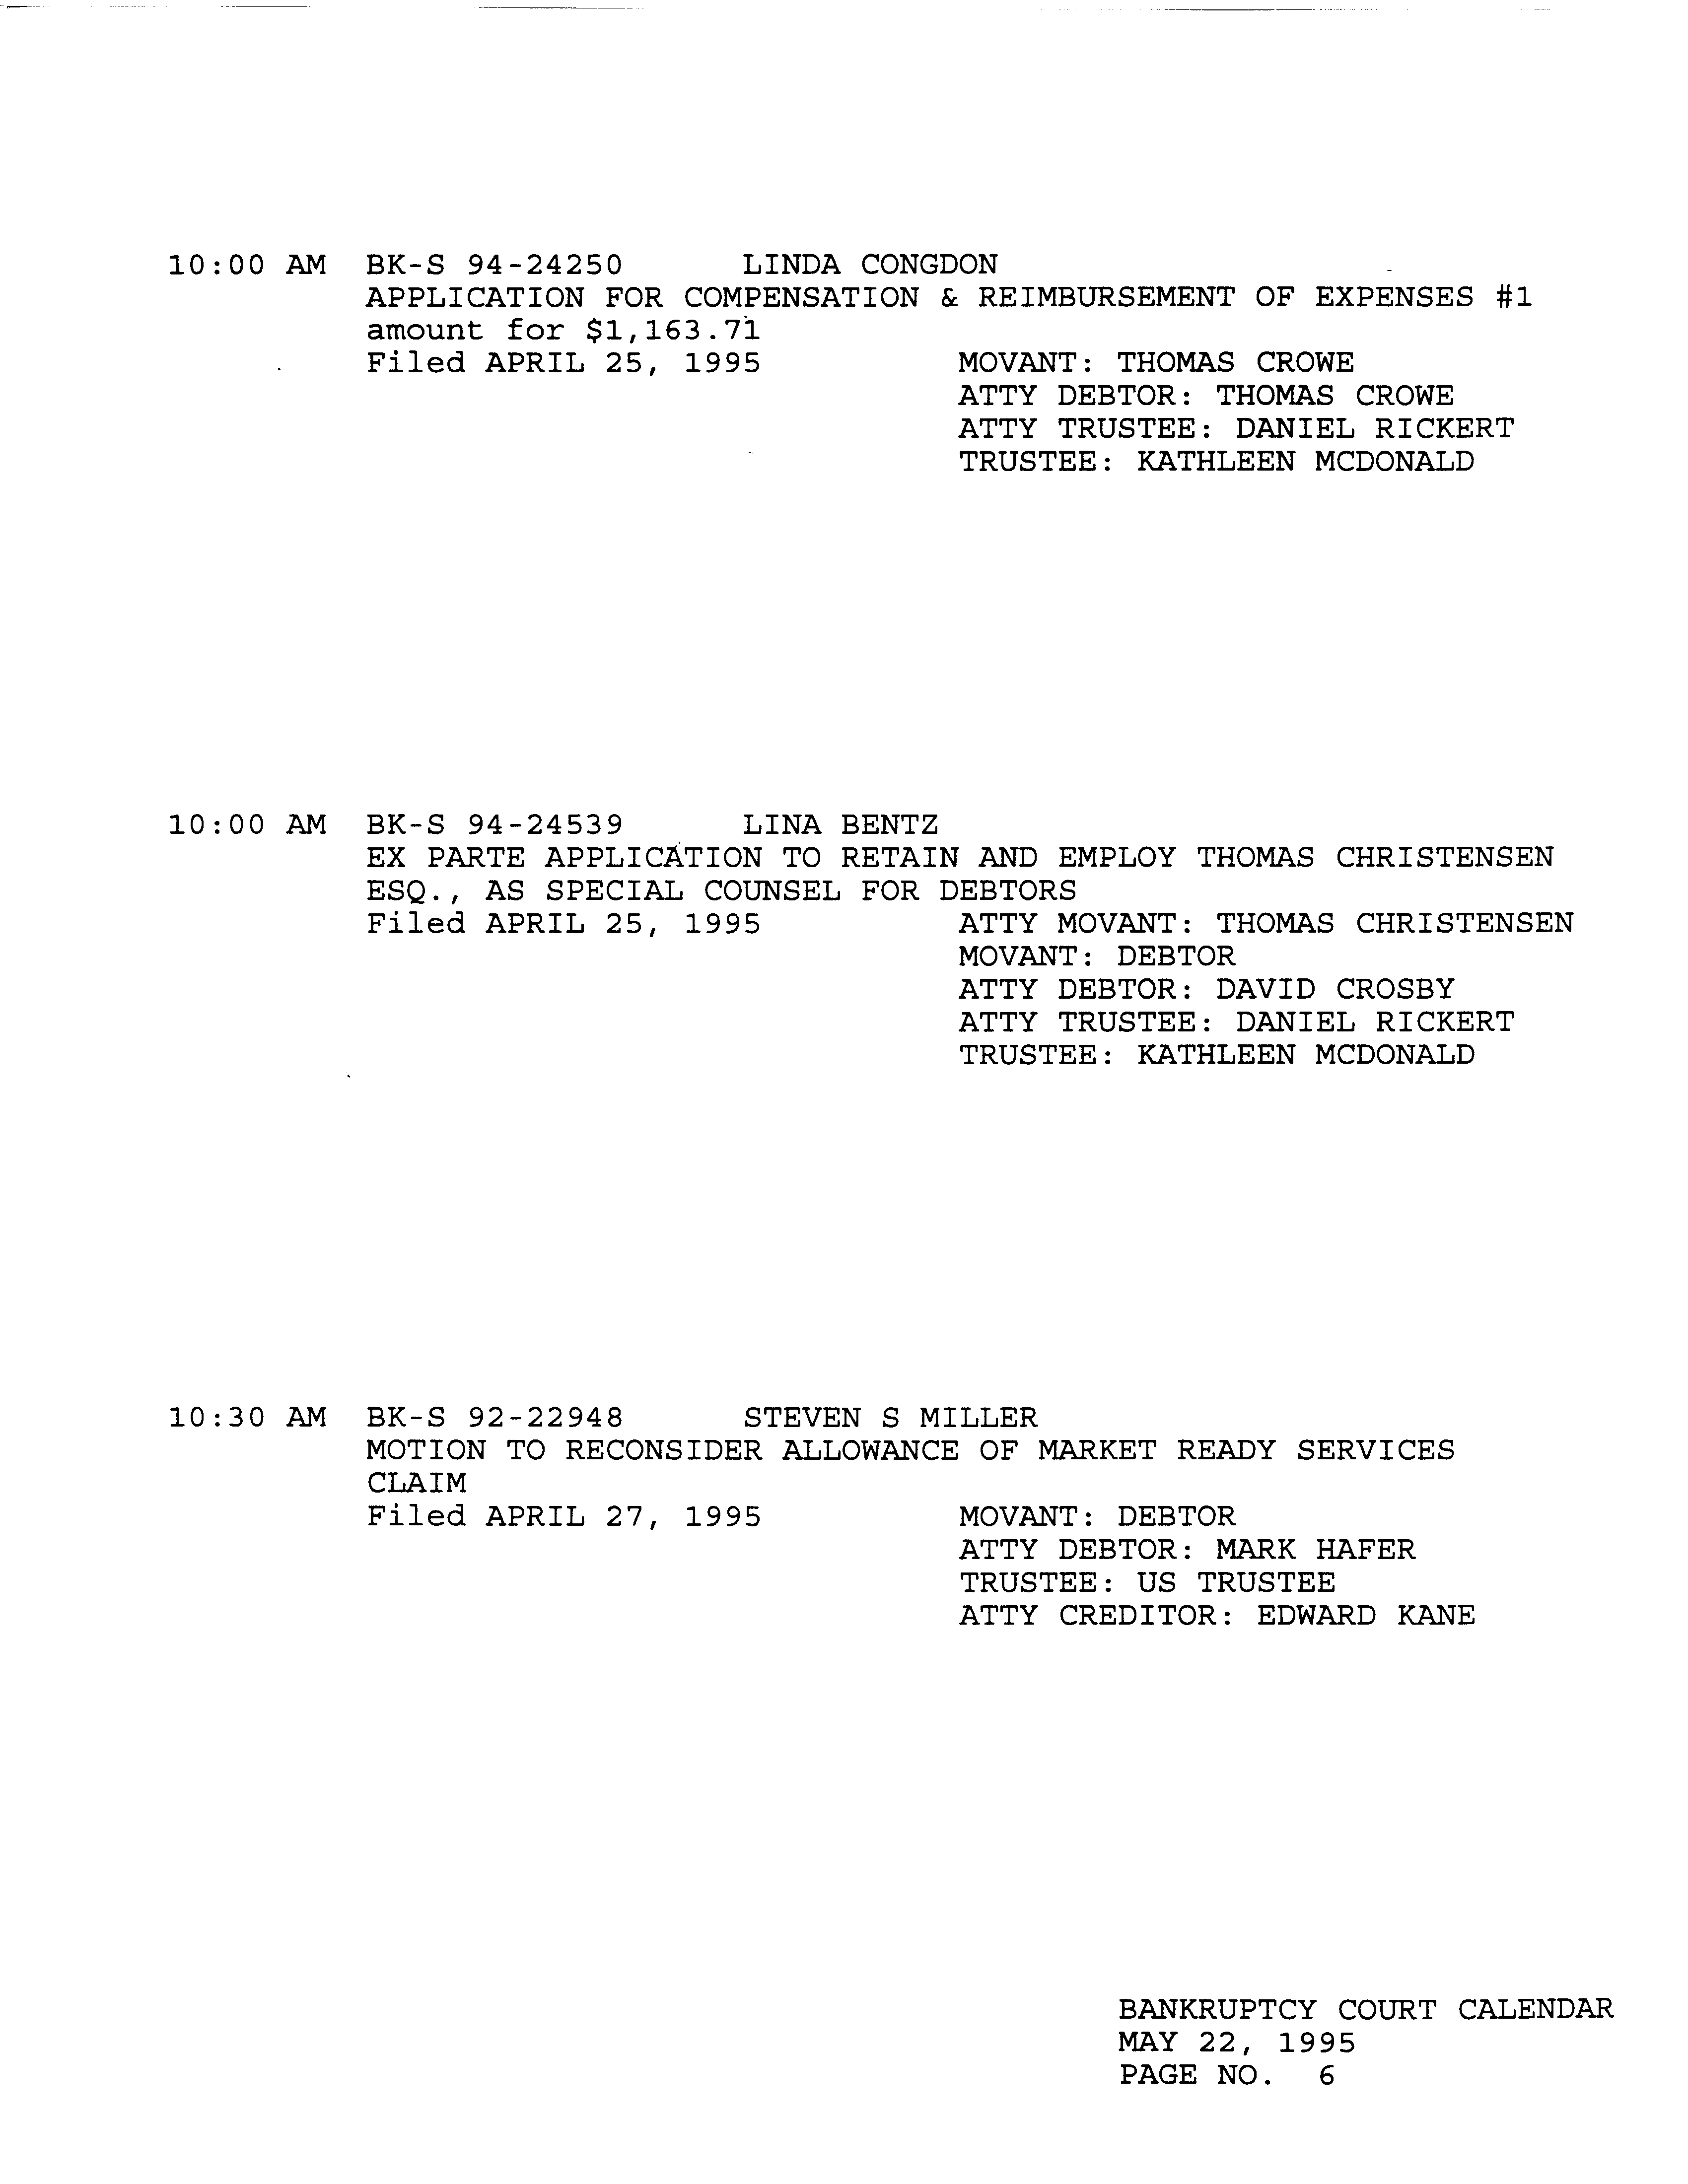 10:00 AM BK-S 94-24250 LINDA CONGDON
APPLICATION FOR COMPENSATION & REIMBURSEMENT OF EXPENSES #1
amount for $1,163.71
Filed APRIL 25, 1995 MOVANT: THOMAS CROWE
ATTY DEBTOR: THOMAS CROWE
ATTY TRUSTEE: DANIEL RICKERT
TRUSTEE: KATHLEEN MCDONALD
10:00 AM BK-S 94-24539 LINA BENTZ
EX PARTE APPLICATION TO RETAIN AND EMPLOY THOMAS CHRISTENSEN
ESQ., AS SPECIAL COUNSEL FOR DEBTORS
Filed APRIL 25, 1995 ATTY MOVANT: THOMAS CHRISTENSEN
MOVANT: DEBTOR
ATTY DEBTOR: DAVID CROSBY
ATTY TRUSTEE: DANIEL RICKERT
TRUSTEE: KATHLEEN MCDONALD
10:30 AM BK-S 92-22948 STEVEN S MILLER
MOTION TO RECONSIDER ALLOWANCE OF MARKET READY SERVICES
CLAIM
Filed APRIL 27, 1995 MOVANT: DEBTOR
ATTY DEBTOR: MARK HAFER
TRUSTEE: US TRUSTEE
ATTY CREDITOR: EDWARD KANE
BANKRUPTCY COURT CALENDAR
MAY 22, 1995
PAGE NO. 6